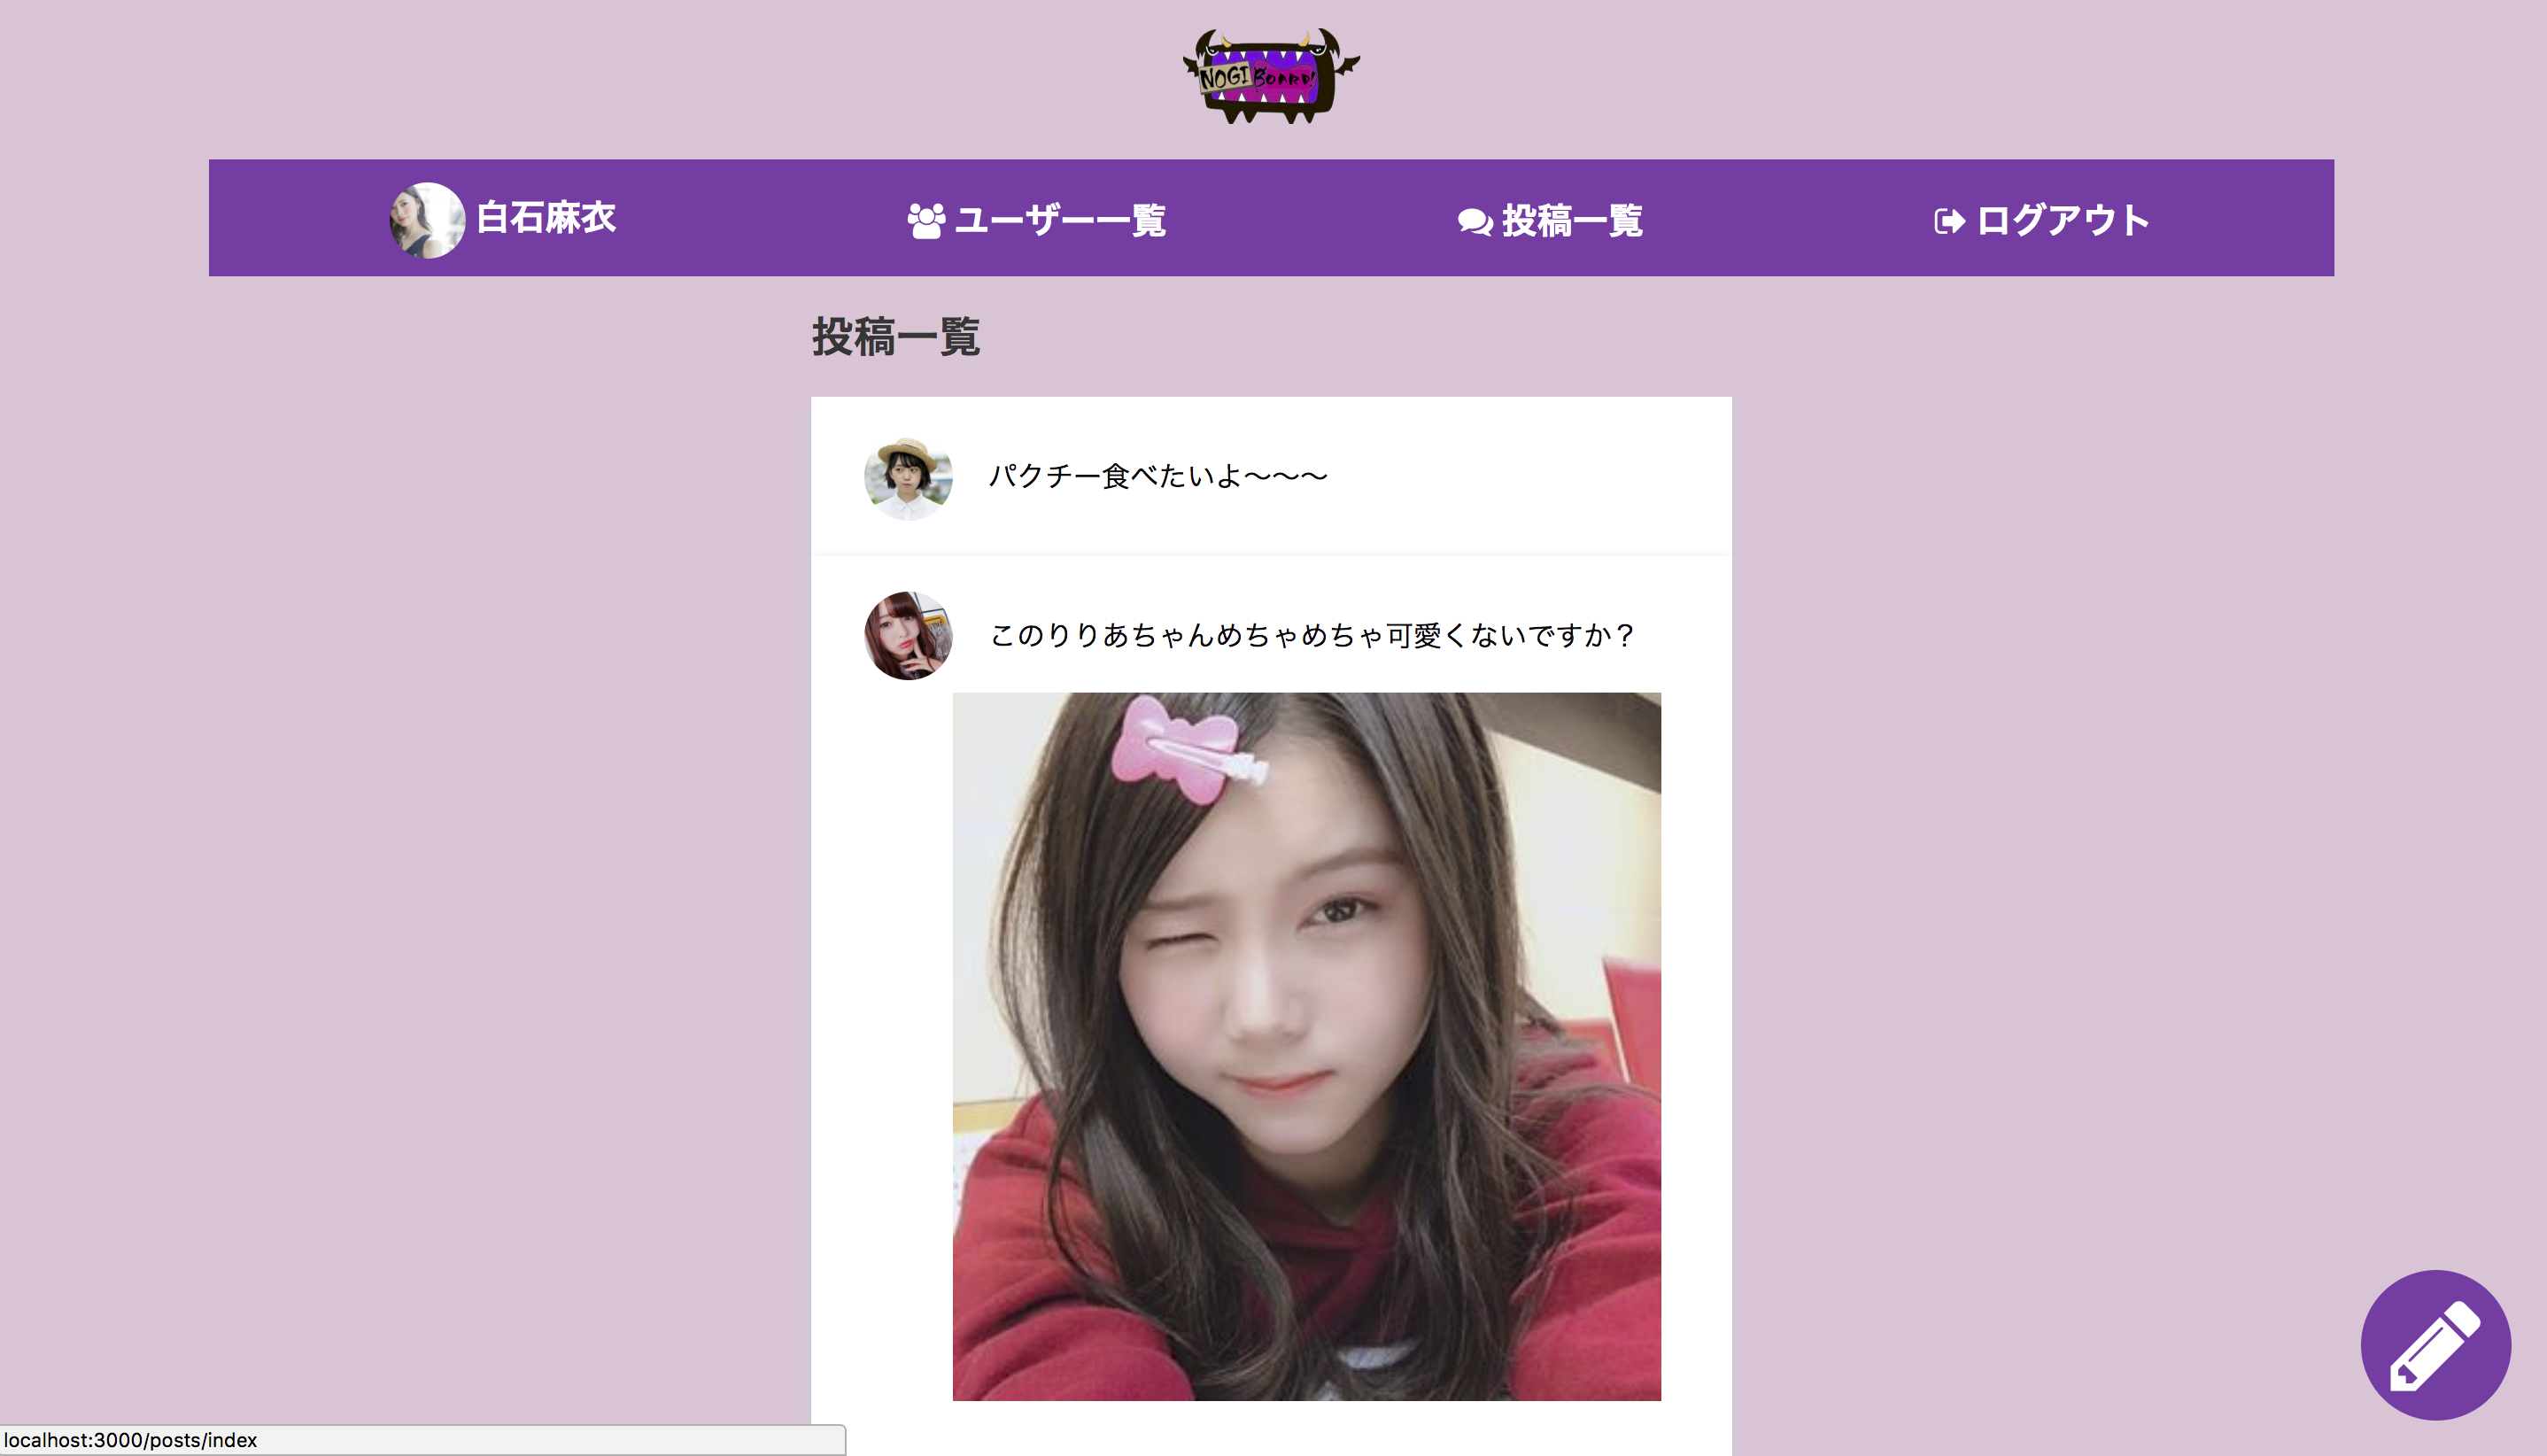 NOGI BOARD!
白石麻衣
ユーザー一覧
投稿一覧
ログアウト
投稿一覧
パクチー食べたいよ〜〜〜
このりりあちゃんめちゃめちゃ可愛くないですか？
localhost:3000/posts/index